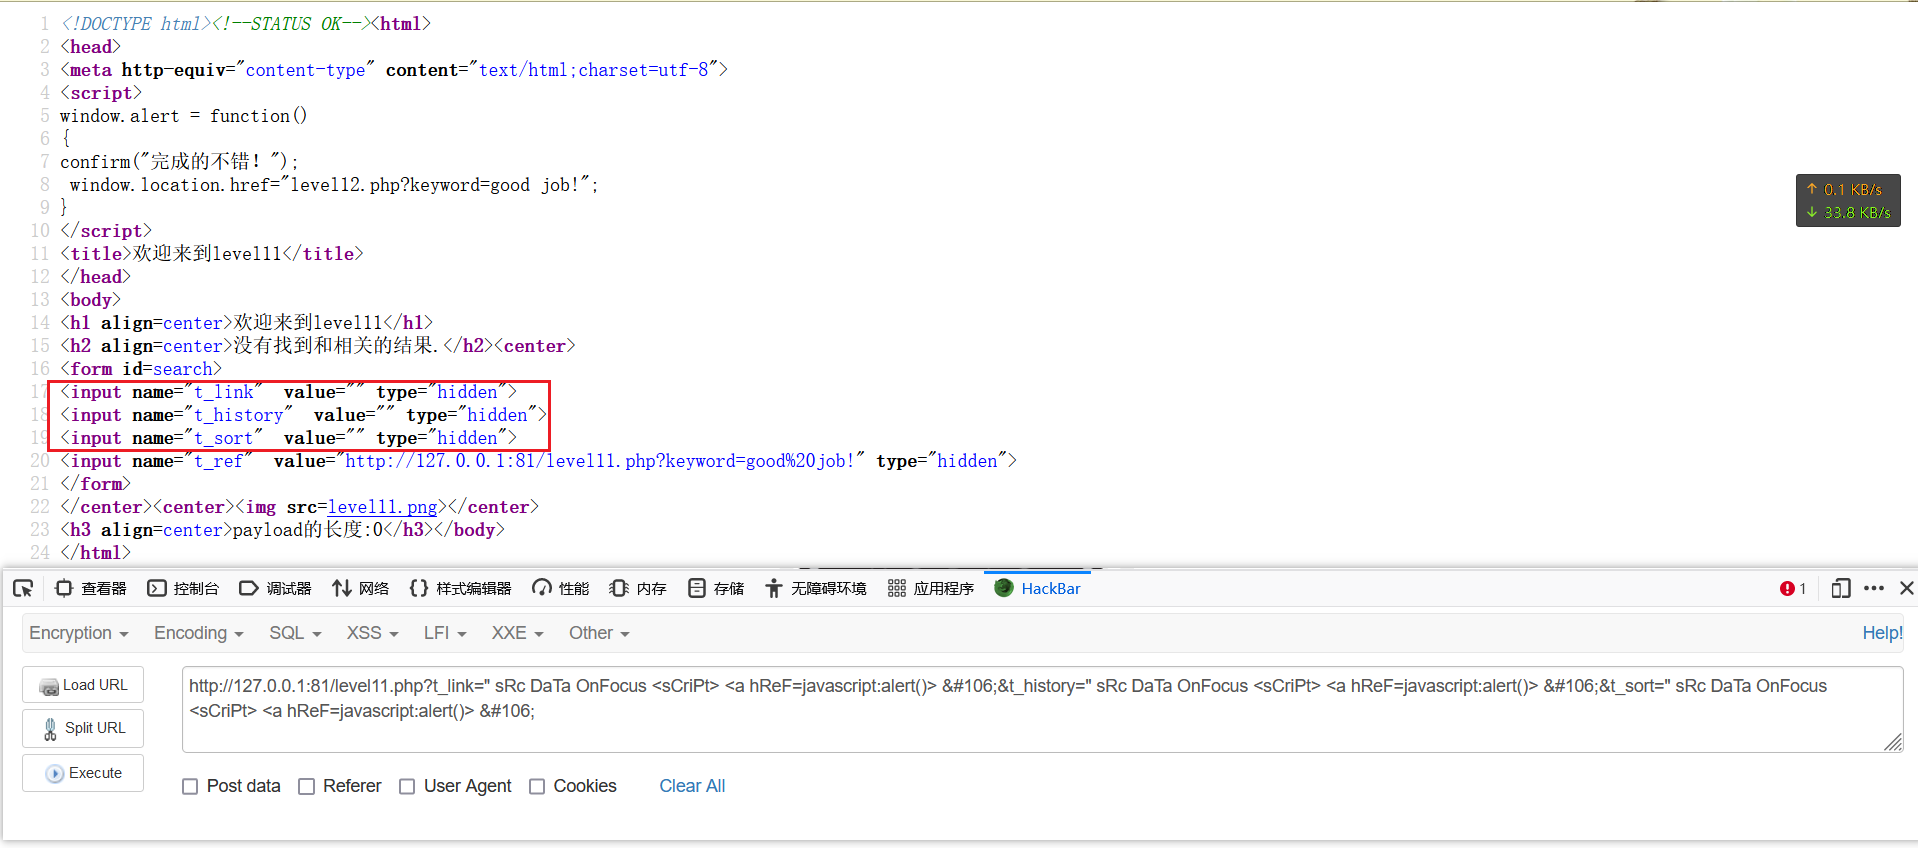 1 <!DOCTYPE html><!--STATUS OK--><html>
2 <head>
3 <meta http-equiv="content-type" content="text/html;charset=utf-8">
4 <script>
5 window.alert = function()
6 {
7 confirm("完成的不错！");
8  window.location.href="level12.php?keyword=good job!";
9 }
10 </script>
11 <title>欢迎来到level11</title>
12 </head>
13 <body>
14 <h1 align=center>欢迎来到level11</h1>
15 <h2 align=center>没有找到和相关的结果.</h2><center>
16 <form id=search>
17 <input name="t_link"  value="" type="hidden">
18 <input name="t_history"  value="" type="hidden">
19 <input name="t_sort"  value="" type="hidden">
20 <input name="t_ref"  value="http://127.0.0.1:81/level11.php?keyword=good%20job!" type="hidden">
21 </form>
22 </center><center><img src=level11.png></center>
23 <h3 align=center>payload的长度:0</h3></body>
24 </html>
↑ 0.1 KB/s
↓ 33.8 KB/s
查看器 控制台 调试器 网络 {} 样式编辑器 性能 内存 存储 无障碍环境 应用程序 HackBar 1
Encryption Encoding SQL XSS LFI XXE Other Help!
Load URL
Split URL
Execute
http://127.0.0.1:81/level11.php?t_link=" sRc DaTa OnFocus <sCriPt> <a hReF=javascript:alert()> &#106;&t_history=" sRc DaTa OnFocus <sCriPt> <a hReF=javascript:alert()> &#106;&t_sort=" sRc DaTa OnFocus
<sCriPt> <a hReF=javascript:alert()> &#106;
Post data Referer User Agent Cookies Clear All